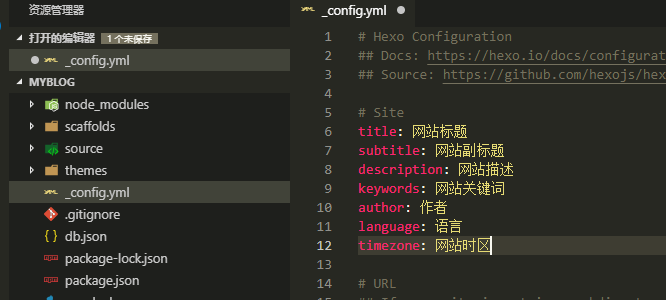 资源管理器
打开的编辑器 1 个未保存
_config.yml
MYBLOG
node_modules
scaffolds
source
themes
_config.yml
.gitignore
db.json
package-lock.json
package.json
_config.yml
1 # Hexo Configuration
2 ## Docs: https://hexo.io/docs/configurat
3 ## Source: https://github.com/hexojs/hex
4
5 # Site
6 title: 网站标题
7 subtitle: 网站副标题
8 description: 网站描述
9 keywords: 网站关键词
10 author: 作者
11 language: 语言
12 timezone: 网站时区
13
14 # URL